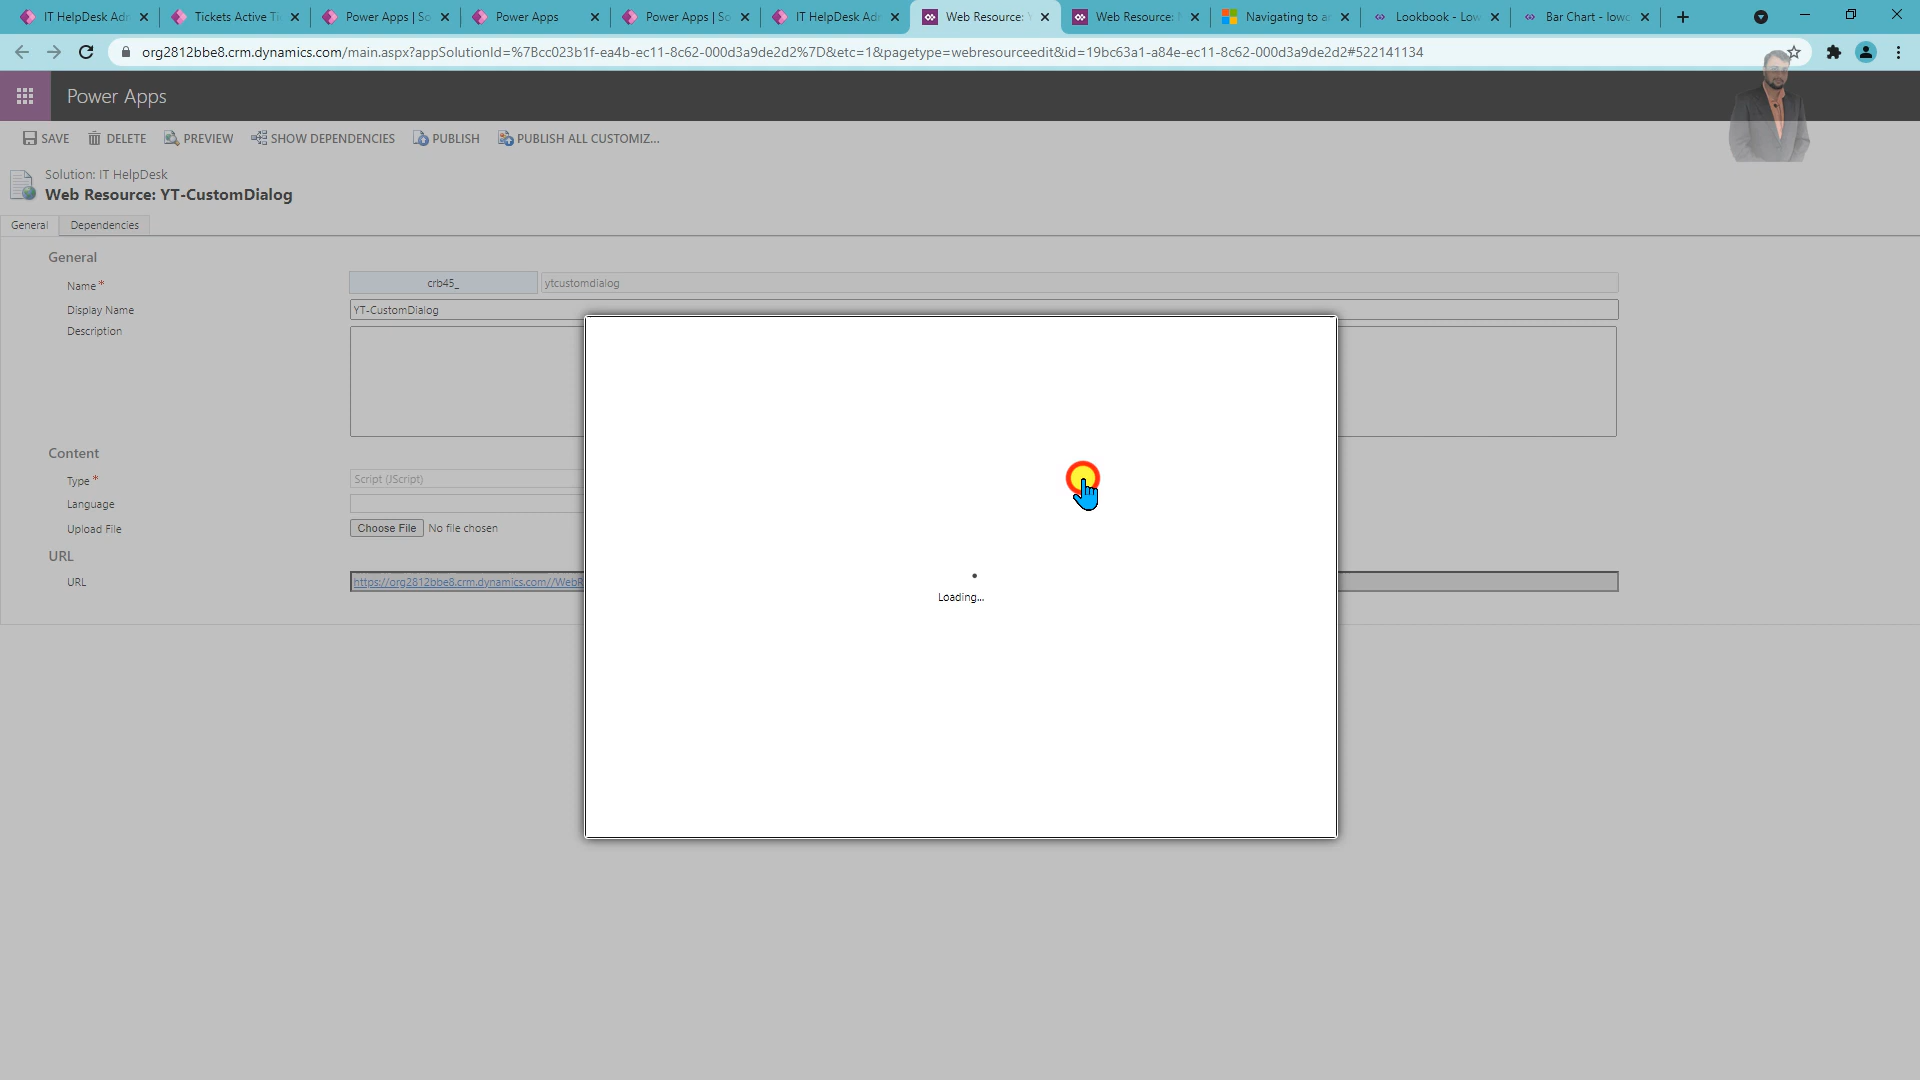 IT HelpDesk Adm
Tickets Active Ti
Power Apps | So
Power Apps
Power Apps | So
IT HelpDesk Adm
Web Resource: Y
Web Resource:
Navigating to a
Lookbook - Low
Bar Chart - lowc
org2812bbe8.crm.dynamics.com/main.aspx?appSolutionId=%7Bcc023b1f-ea4b-ec11-8c62-000d3a9de2d2%7D&etc=1&pagetype=webresourceedit&id=19bc63a1-a84e-ec11-8c62-000d3a9de2d2#522141134
Power Apps
SAVE DELETE PREVIEW SHOW DEPENDENCIES PUBLISH PUBLISH ALL CUSTOMIZ...
Solution: IT HelpDesk
Web Resource: YT-CustomDialog
General Dependencies
General
Name* crb45_ ytcustomdialog
Display Name YT-CustomDialog
Description
Content
Type* Script (JScript)
Language
Upload File Choose File No file chosen
URL
URL https://org2812bbe8.crm.dynamics.com//WebR
Loading...